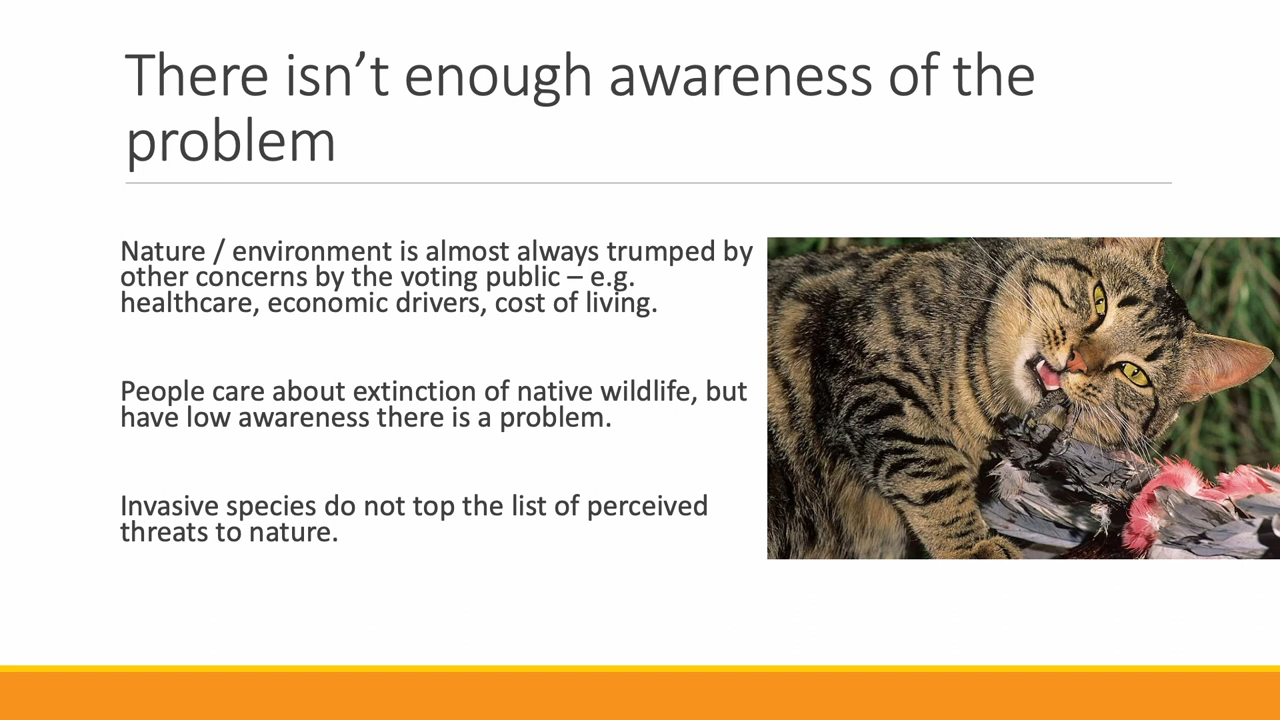 There isn’t enough awareness of the
problem
Nature / environment is almost always trumped by
other concerns by the voting public – e.g.
healthcare, economic drivers, cost of living.
People care about extinction of native wildlife, but
have low awareness there is a problem.
Invasive species do not top the list of perceived
threats to nature.